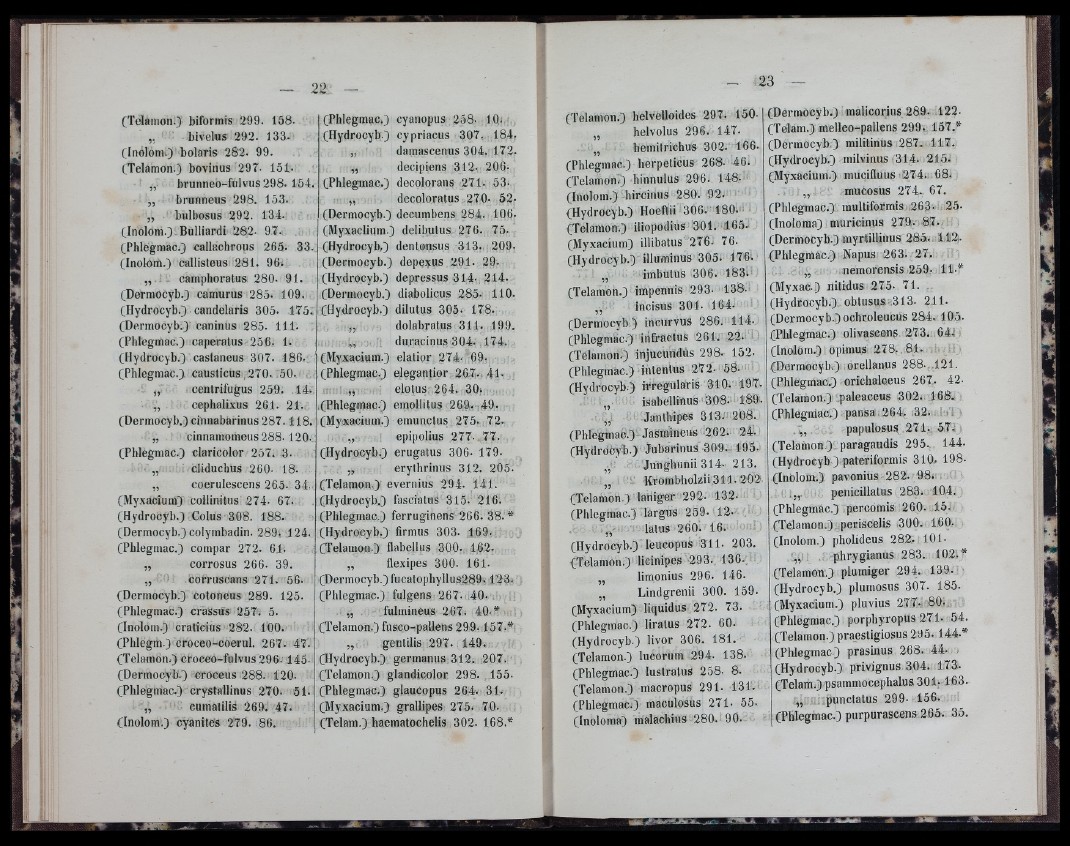 — 22 —
(Telamon.) biformis 299. 158.
„ bivelus 292. 133.
(Inolom.) bolaris 282. 99.
(Telamon.) bovinus 297. 151.
„ brunneo-fulvus 298. 154.
„ brunneus 298. 153.
„ bulbosus 292. 134.
(Inolom.) Bulliardi 282. 97.
(Phlegmac.) callochrous 265. 33.
(Inolom.) callisteus 281. 96.
„ camphoratus 280. 91.
(Dermocyb.) camurus 285. 109.
(Hydrocyb.) candelaris 305. 175.
(Dermocyb.) caninus 285. 111.
(Phlegmac.) caperatus 256. 1.
(Hydrocyb.) castaneus 307. 186.
(Phlegmac.) causticus 270. 50.
„ centrifugus 259. 14.
„ cephalixus 261. 21.
(Dermocyb.) cinnabarinus 287. 118.
„ cinnamomeus 288. 120.
(Phlegmac.) claricolor 257. 3.
„ cliduchus 260. 18.
„ coerulescens 265. 34.
(Myxacium) collinitus 274. 67.
(Hydrocyb.) Colus 308. 188.
(Dermocyb.) colymbadin. 289. 124.
(Phlegmac.) compar 272. 61.
„ corrosus 266. 39.
„ corruscans 271. 56.
(Dermocyb.) cotoneus 289. 125.
(Phlegmac.) crassus 257. 5.
(Inolom.) craticius 282. 100.
(Phlegm.) croceo-coerul. 267. 47.
(Telamon.) croceo-fulvus 296. 145.
(Dermocyb.) croceus 288. 120.
(Phlegmac.) crystallinus 270. 51.
„ cumatilis 269. 47.
(Inolom.) cyanites 279. 86.
(Phlegmac.) cyanopus 258. 10.
(Hydrocyb.) cypriacus 307. 184.
„ damascenus 304. 172.
„ decipiens 312. 206.
(Phlegmac.) decolorans 271. 53.
„ decoloratus 270. 52.
(Dermocyb.) decumbens 284. 106.
(Myxaclium.) delibutus 276. 75.
(Hydrocyb.) dentonsus 313. 209.
(Dermocyb.) depexus 291. 29.
(Hydrocyb.) depressus 314. 214.
(Dermocyb.) diabolicus 285. 110.
(Hydrocyb.) dilutus 305. 178.
„ dolabratus 311. 199.
„ duracinus 304. 174.
(Myxacium.) elatior 274. 69.
(Phlegmac.) elegantior 267. 41.
„ elotus 264. 30.
(Phlegmac.) emollitus 269. 49.
(Myxacium.) emunctus 275. 72.
„ epipolius 277. 77.
(Hydrocyb.) erugatus 306. 179.
„ erythrinus 312. 205.
(Telamon.) evernius 294. 141.
(Hydrocyb.) fasciatus 315. 216.
(Phlegmac.) ferruginens 266. 38.*
(Hydrocyb.) firmus 303. 169.
(Telamon.) flabellus 300. 162.
„ flexipes 300. 161.
(Dermocyb.) fucatophyllus 289. 123.
(Phlegmac.) fulgens 267. 40.
„ fulmineus 267. 40.*
(Telamon.) fusco-pallens 299. 157.*
„ gentilis 297. 149.
(Hydrocyb.) germanus 312. 207.
(Telamon.) glandicolor 298. 155.
(Phlegmac.) glaucopus 264. 31.
(Myxacium.) grallipes 275. 70.
(Telam.) haematochelis 302. 168.*
— 23 —
(Telamon.) helvelloides 297. 150.
„ helvolus 296. 147.
„ hemitrichus 302. 166.
(Phlegmac.) herpeticus 268. 46.
(Telamon.) hinnulus 296. 148.
(Inolom.) hircinus 280. 92.
(Hydrocyb.) Hoeftii 306. 180.
(Telamon.) iliopodius 301. 165.
(Myxacium) illibatus 276. 76.
(Hydrocyb.) illuminus 305. 176.
„ imbutus 306. 183.
(Telamon.) impennis 293. 138.
„ incisus 301. 164.
(Dermocyb ) incurvus 286. 114.
(Phlegmac.) infractus 261. 22.
(Telamon.) injucundus 298. 152.
(Phlegmac.) intentus 272. 58.
(Hydrocyb.) irregularis 310. 197.
„ isabellinus 308. 189.
„ Janthipes 313. 208.
(Phlegmac.) Jasmineus 262. 24.
(Hydrocyb.) Jubarinus 309. 195.
„ Junghunii 314. 213.
„ Krombholzii 311. 202.
(Telamon.) laniger 292. 132.
(Phlegmac.) largus 259. 12.
„ latus 260. 16.
(Hydrocyb.) leucopus 311. 203.
(Telamon.) licinipes 293. 136.
„ limonius 296. 146.
„ Lindgrenii 300. 159.
(Myxacium) liquidus 272. 73.
(Phlegmac.) liratus 272. 60.
(Hydrocyb.) livor 306. 181.
(Telamon.) lucorum 294. 138.
(Phlegmac.) lustratus 258. 8.
(Telamon.) macropus 291. 131.
(Phlegmac.) maculosus 271. 55.
(Inoloma) malachius 280. 90.
(Dermocyb.) malicorius 289. 122.
(Telam.) melleo-pallens 299. 157.*
(Dermocyb ) militinus 287. 117.
(Hydrocyb.) milvinus 314. 215.
(Myxacium.) mucifluus 274. 68.
„ mucosus 274. 67.
(Phlegmac.) multiformis 263. 25.
(Inoloma) muricinus 279. 87.
(Dermocyb.) myrtillinus 285. 112.
(Phlegmac.) Napus 263. 27.
„ nemorensis 259. 11.*
(Myxac.) nitidus 275. 71.
(Hydrocyb.) obtusus 313. 211.
(Dermocyb.) ochroleucus 284. 105.
(Phlegmac.) olivascens 273. 64.
(Inolom.) opimus 278. 81.
(Dermocyb.) orellanus 288. 121.
(Phlegmac.) orichalceus 267. 42.
(Telamon.) paleaceus 302. 168.
(Phlegmac.) pansa 264. 32.
„ papulosus 271. 57.
(Telamon.) paragaudis 295. 144.
(Hydrocyb ) pateriformis 310. 198.
(Inolom.) pavonius 282. 98.
„ penicillatus 283. 104.
(Phlegmac.) percomis 260. 15.
(Telamon.) periscelis 300. 160.
(Inolom.) pholideus 282. 101.
„ phrygianus 283. 102.*
(Telamon.) plumiger 294. 139.
(Hydrocyb.) plumosus 307. 185.
(Myxacium.) pluvius 277. 80.
(Phlegmac.) porphyropus 271. 54.
(Telamon.) praestigiosus 295. 144.*
(Phlegmac.) prasinus 268. 44.
(Hydrocyb.) privignus 304. 173.
(Telam.) psammocephalus 301. 163.
„ punctatus 299. 156.
(Phlegmac.) purpurascens 265. 35.